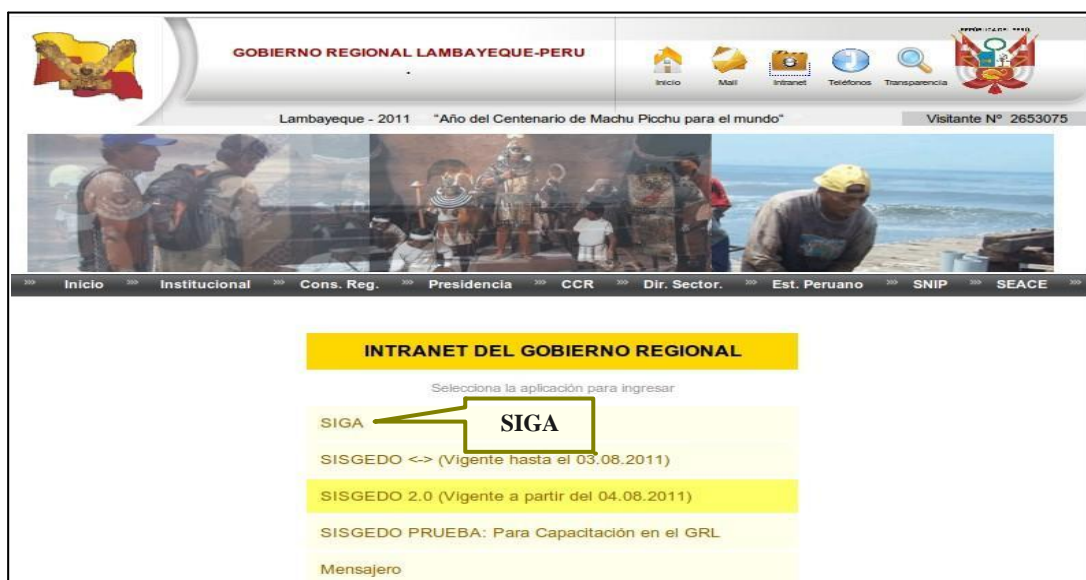 GOBIERNO REGIONAL LAMBAYEQUE-PERU
.
REPÚBLICA DEL PERÚ
Inicio Mail Intranet Teléfonos Transparencia
Lambayeque - 2011 "Año del Centenario de Machu Picchu para el mundo" Visitante Nº 2653075
»» Inicio »» Institucional »» Cons. Reg. »» Presidencia »» CCR »» Dir. Sector. »» Est. Peruano »» SNIP »» SEACE »»
INTRANET DEL GOBIERNO REGIONAL
Selecciona la aplicación para ingresar
SIGA
SIGA
SISGEDO <-> (Vigente hasta el 03.08.2011)
SISGEDO 2.0 (Vigente a partir del 04.08.2011)
SISGEDO PRUEBA: Para Capacitación en el GRL
Mensajero